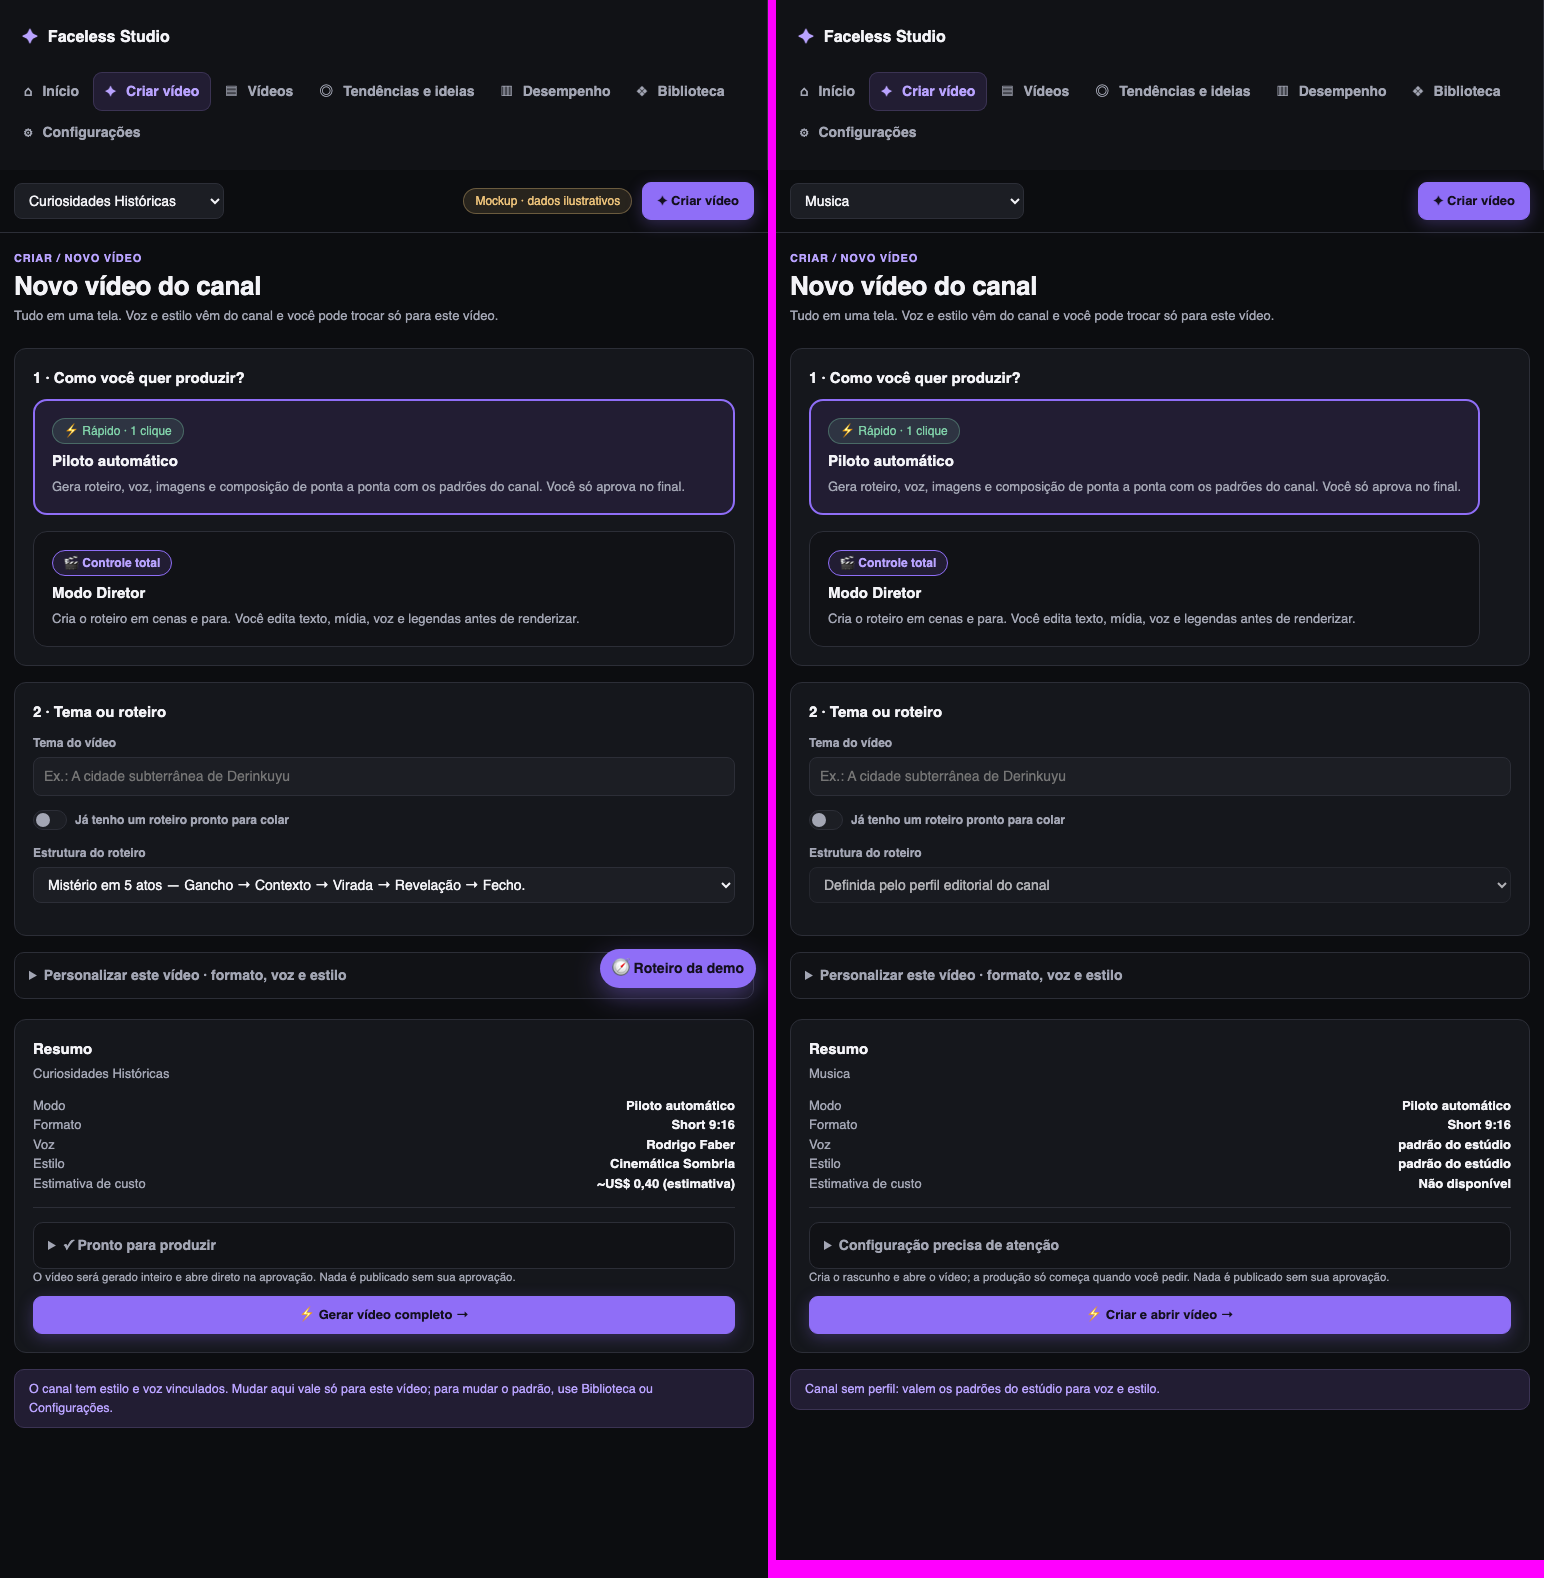 Faceless Studio
Início
Criar vídeo
Vídeos
Tendências e ideias
Desempenho
Biblioteca
Configurações
Curiosidades Históricas
Mockup · dados ilustrativos
✦ Criar vídeo
CRIAR / NOVO VÍDEO
Novo vídeo do canal
Tudo em uma tela. Voz e estilo vêm do canal e você pode trocar só para este vídeo.
1 · Como você quer produzir?
⚡ Rápido · 1 clique
Piloto automático
Gera roteiro, voz, imagens e composição de ponta a ponta com os padrões do canal. Você só aprova no final.
🎬 Controle total
Modo Diretor
Cria o roteiro em cenas e para. Você edita texto, mídia, voz e legendas antes de renderizar.
2 · Tema ou roteiro
Tema do vídeo
Ex.: A cidade subterrânea de Derinkuyu
Já tenho um roteiro pronto para colar
Estrutura do roteiro
Mistério em 5 atos — Gancho → Contexto → Virada → Revelação → Fecho.
Personalizar este vídeo · formato, voz e estilo
🧭 Roteiro da demo
Resumo
Curiosidades Históricas
Modo Piloto automático
Formato Short 9:16
Voz Rodrigo Faber
Estilo Cinemática Sombria
Estimativa de custo ~US$ 0,40 (estimativa)
✓ Pronto para produzir
O vídeo será gerado inteiro e abre direto na aprovação. Nada é publicado sem sua aprovação.
⚡ Gerar vídeo completo →
O canal tem estilo e voz vinculados. Mudar aqui vale só para este vídeo; para mudar o padrão, use Biblioteca ou
Configurações.
Faceless Studio
Início
Criar vídeo
Vídeos
Tendências e ideias
Desempenho
Biblioteca
Configurações
Musica
✦ Criar vídeo
CRIAR / NOVO VÍDEO
Novo vídeo do canal
Tudo em uma tela. Voz e estilo vêm do canal e você pode trocar só para este vídeo.
1 · Como você quer produzir?
⚡ Rápido · 1 clique
Piloto automático
Gera roteiro, voz, imagens e composição de ponta a ponta com os padrões do canal. Você só aprova no final.
🎬 Controle total
Modo Diretor
Cria o roteiro em cenas e para. Você edita texto, mídia, voz e legendas antes de renderizar.
2 · Tema ou roteiro
Tema do vídeo
Ex.: A cidade subterrânea de Derinkuyu
Já tenho um roteiro pronto para colar
Estrutura do roteiro
Definida pelo perfil editorial do canal
Personalizar este vídeo · formato, voz e estilo
Resumo
Musica
Modo Piloto automático
Formato Short 9:16
Voz padrão do estúdio
Estilo padrão do estúdio
Estimativa de custo Não disponível
Configuração precisa de atenção
Cria o rascunho e abre o vídeo; a produção só começa quando você pedir. Nada é publicado sem sua aprovação.
⚡ Criar e abrir vídeo →
Canal sem perfil: valem os padrões do estúdio para voz e estilo.